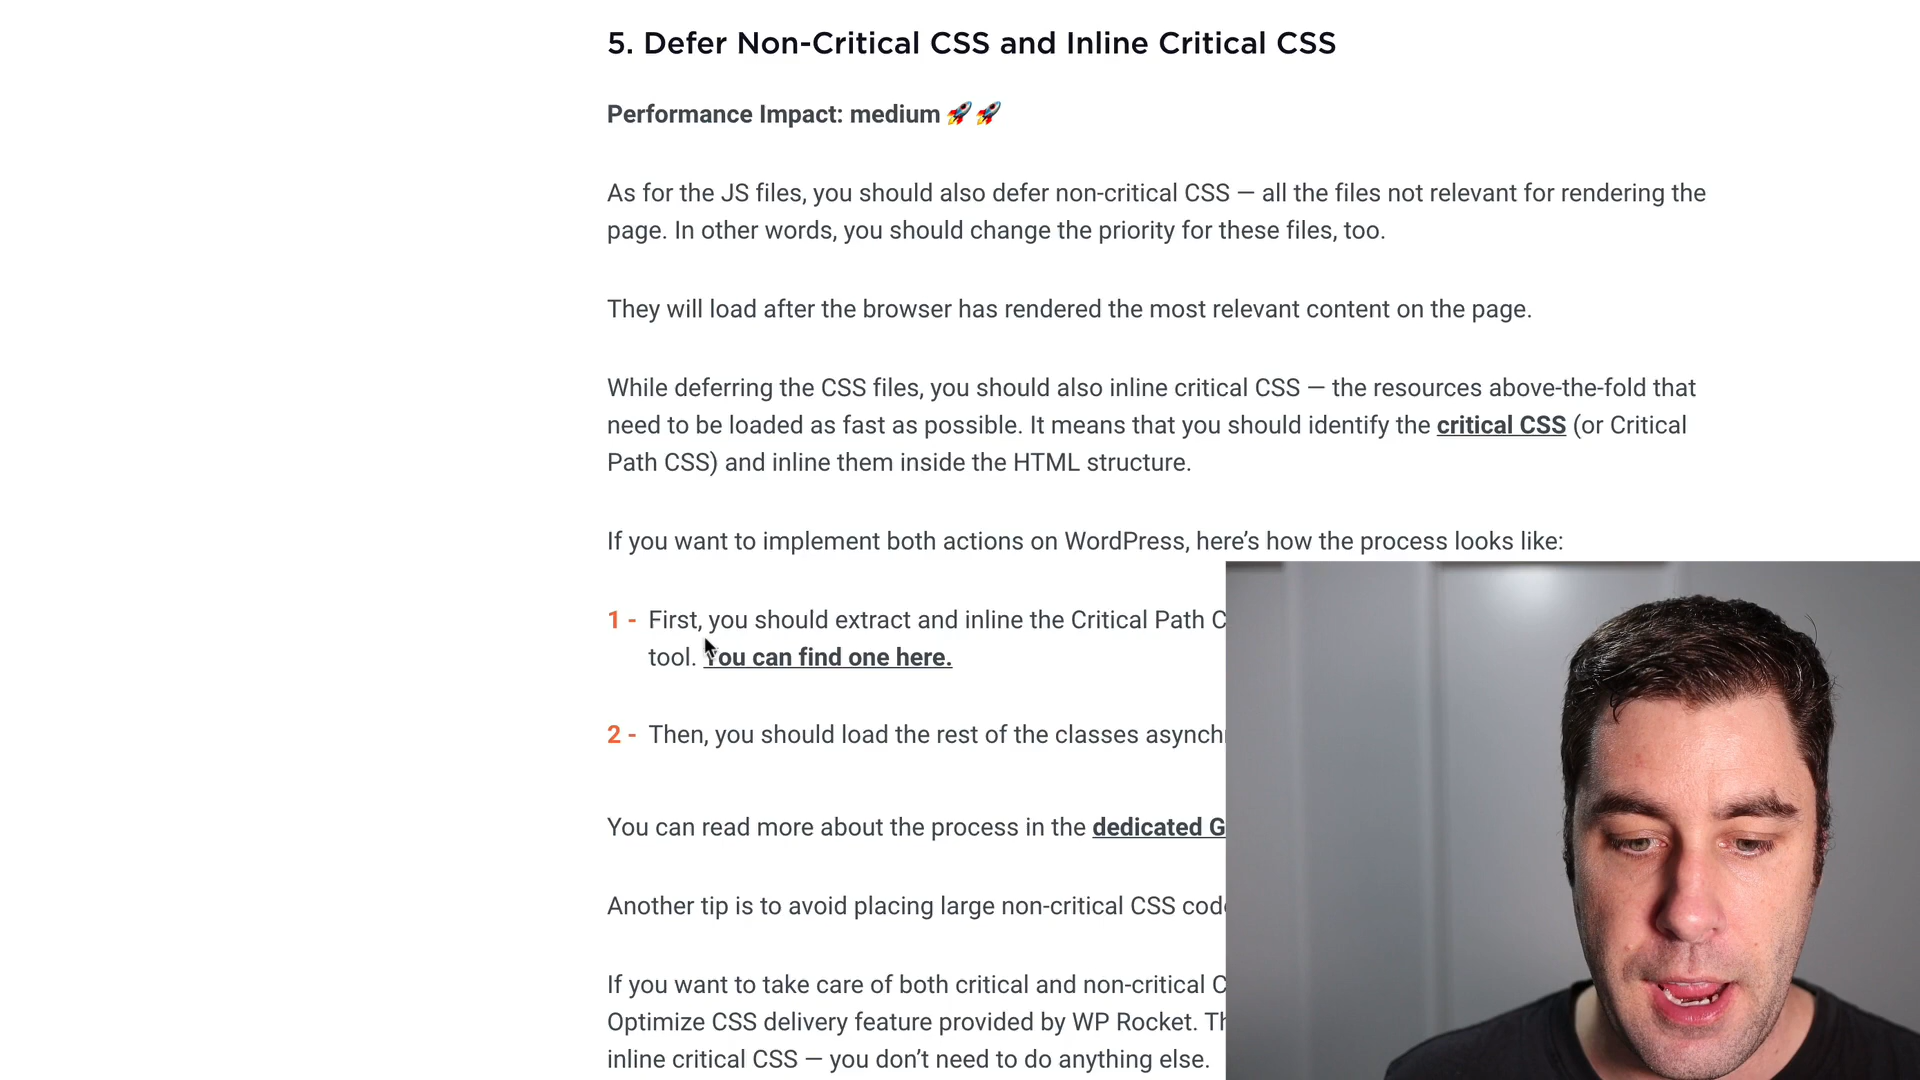 5. Defer Non-Critical CSS and Inline Critical CSS
Performance Impact: medium 🚀🚀
As for the JS files, you should also defer non-critical CSS — all the files not relevant for rendering the
page. In other words, you should change the priority for these files, too.
They will load after the browser has rendered the most relevant content on the page.
While deferring the CSS files, you should also inline critical CSS — the resources above-the-fold that
need to be loaded as fast as possible. It means that you should identify the critical CSS (or Critical
Path CSS) and inline them inside the HTML structure.
If you want to implement both actions on WordPress, here’s how the process looks like:
1 - First, you should extract and inline the Critical Path
tool. You can find one here.
2 - Then, you should load the rest of the classes
You can read more about the process in the dedicated
Another tip is to avoid placing large non-critical CSS
If you want to take care of both critical and non-critical
Optimize CSS delivery feature provided by WP Rocket.
inline critical CSS — you don’t need to do anything else.